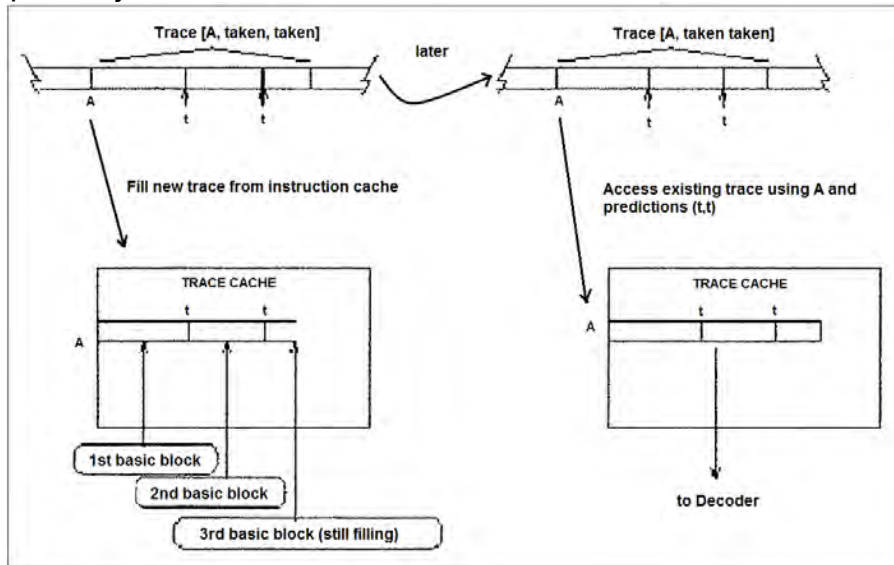 Trace [A, taken, taken]
later
Trace [A, taken taken]
A
t
t
A
t
t
Fill new trace from instruction cache
Access existing trace using A and
predictions (t,t)
TRACE CACHE
t
t
A
1st basic block
2nd basic block
3rd basic block (still filling)
TRACE CACHE
t
t
A
to Decoder